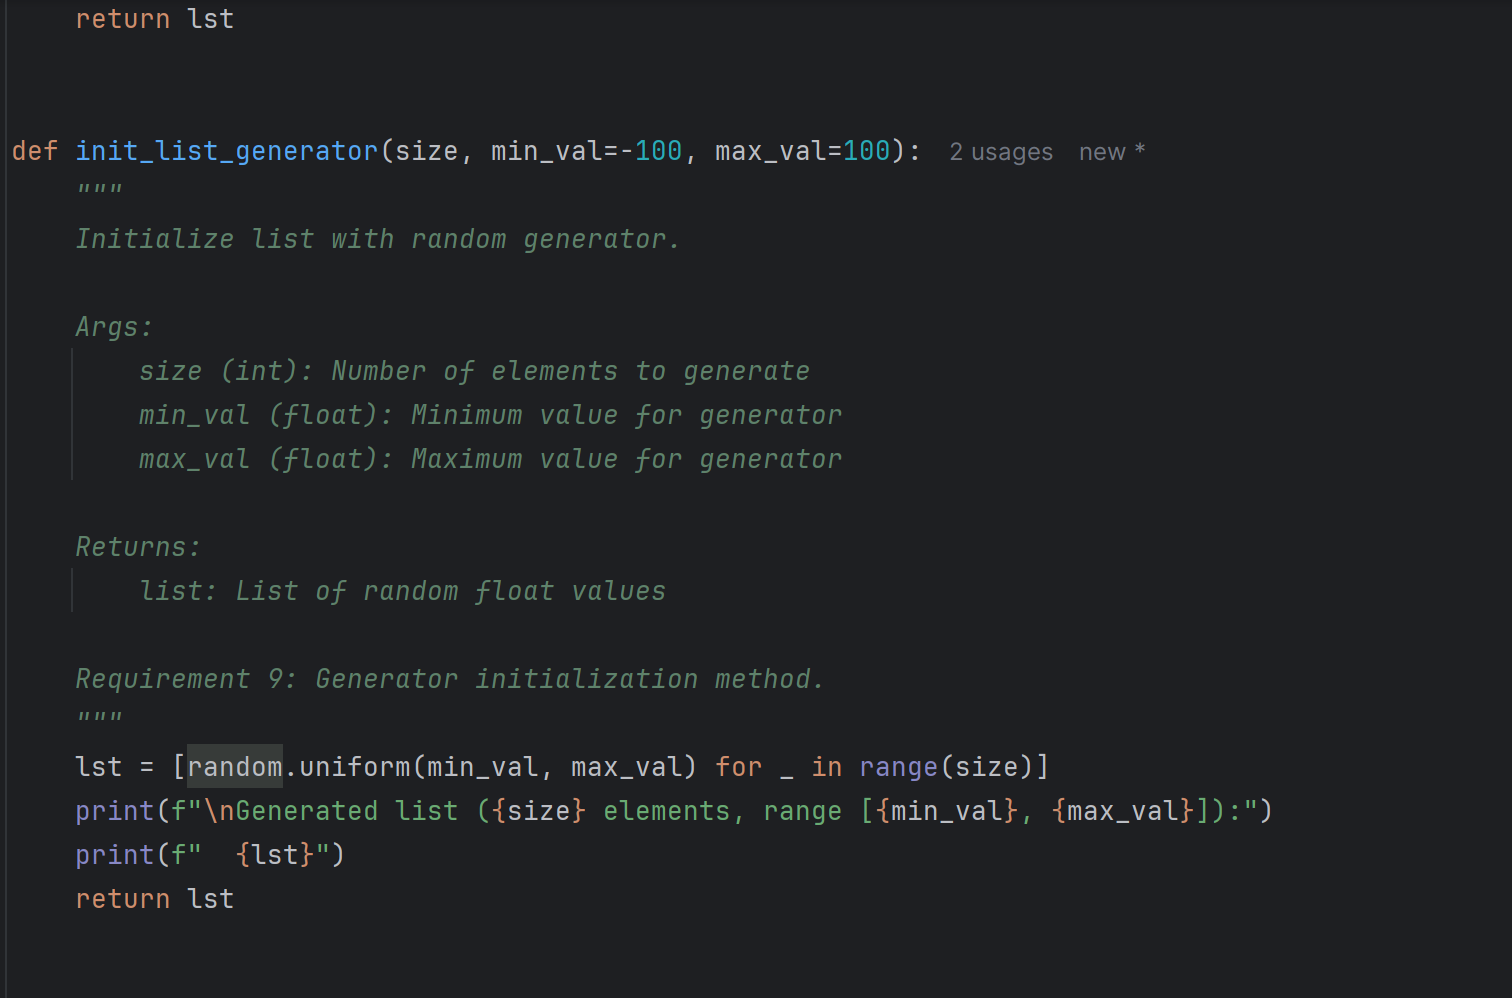 return lst
def init_list_generator(size, min_val=-100, max_val=100):  2 usages  new *
    """
    Initialize list with random generator.
    Args:
        size (int): Number of elements to generate
        min_val (float): Minimum value for generator
        max_val (float): Maximum value for generator
    Returns:
        list: List of random float values
    Requirement 9: Generator initialization method.
    """
    lst = [random.uniform(min_val, max_val) for _ in range(size)]
    print(f"\nGenerated list ({size} elements, range [{min_val}, {max_val}]):")
    print(f"  {lst}")
    return lst